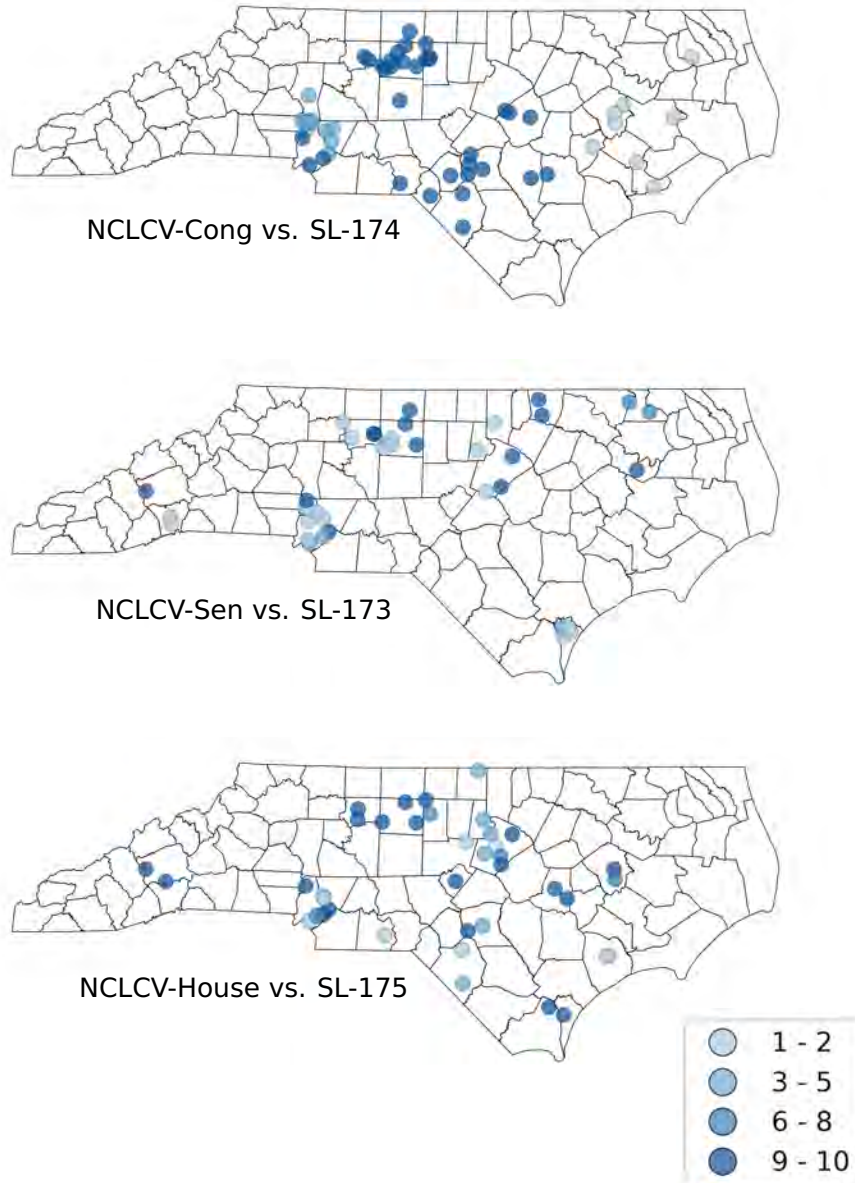 NCLCV-Cong vs. SL-174
NCLCV-Sen vs. SL-173
NCLCV-House vs. SL-175
1 - 2
3 - 5
6 - 8
9 - 10